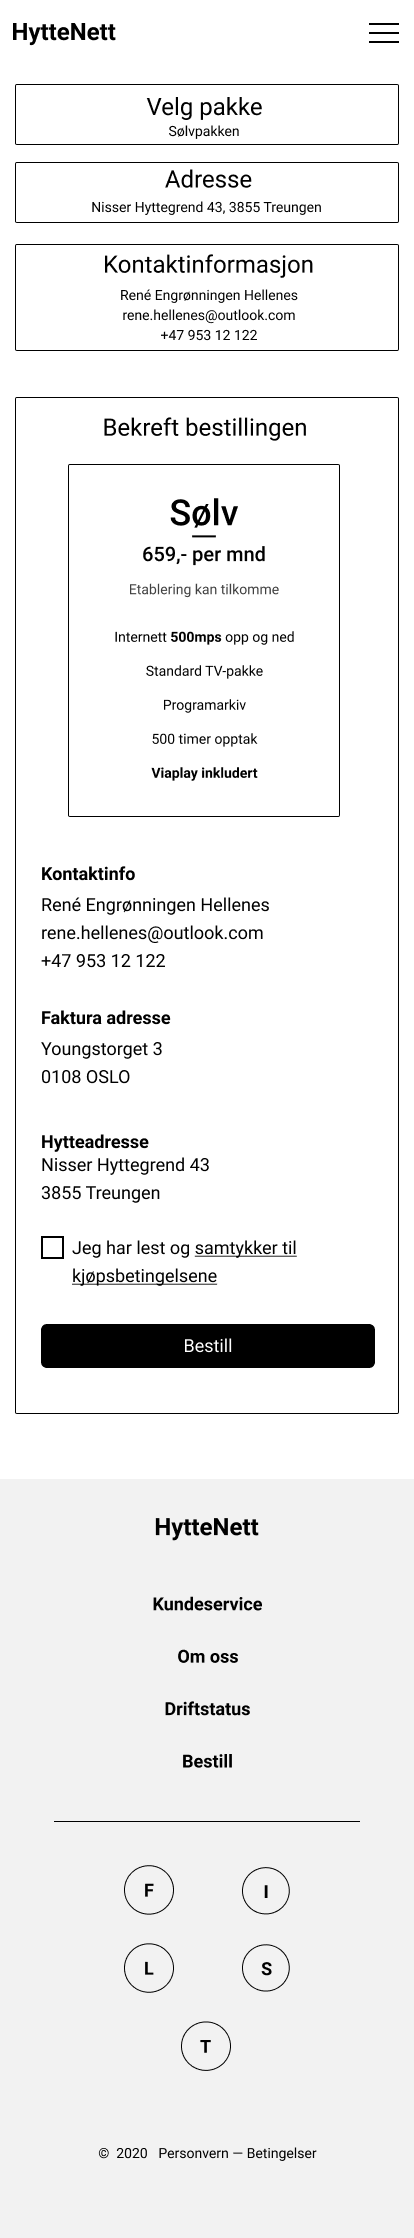 HytteNett
Velg pakke
Sølvpakken
Adresse
Nisser Hyttegrend 43, 3855 Treungen
Kontaktinformasjon
René Engrønningen Hellenes
rene.hellenes@outlook.com
+47 953 12 122
Bekreft bestillingen
Sølv
659,- per mnd
Etablering kan tilkomme
Internett 500mps opp og ned
Standard TV-pakke
Programarkiv
500 timer opptak
Viaplay inkludert
Kontaktinfo
René Engrønningen Hellenes
rene.hellenes@outlook.com
+47 953 12 122
Faktura adresse
Youngstorget 3
0108 OSLO
Hytteadresse
Nisser Hyttegrend 43
3855 Treungen
Jeg har lest og samtykker til
kjøpsbetingelsene
Bestill
HytteNett
Kundeservice
Om oss
Driftstatus
Bestill
F I
L S
T
© 2020 Personvern — Betingelser